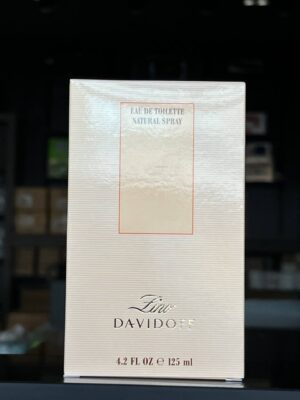 EAU DE TOILETTE
NATURAL SPRAY
Zino
DAVIDOFF
4.2 FL OZ ℮ 125 ml